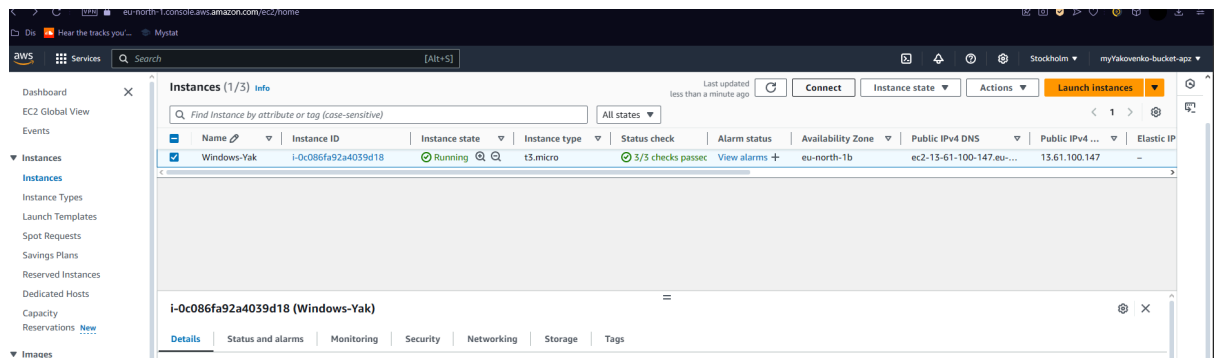 VPN eu-north-1.console.aws.amazon.com/ec2/home
Dis Hear the tracks you'... Mystat
aws Services Search [Alt+S] Stockholm myYakovenko-bucket-apz
Dashboard
EC2 Global View
Events
Instances
Instances
Instance Types
Launch Templates
Spot Requests
Savings Plans
Reserved Instances
Dedicated Hosts
Capacity
Reservations New
Images
Instances (1/3) Info
Last updated
less than a minute ago
Connect Instance state Actions Launch instances
Find Instance by attribute or tag (case-sensitive) All states 1
Name Instance ID Instance state Instance type Status check Alarm status Availability Zone Public IPv4 DNS Public IPv4 ... Elastic IP
Windows-Yak i-0c086fa92a4039d18 Running t3.micro 3/3 checks passec View alarms + eu-north-1b ec2-13-61-100-147.eu-... 13.61.100.147 –
i-0c086fa92a4039d18 (Windows-Yak)
Details Status and alarms Monitoring Security Networking Storage Tags